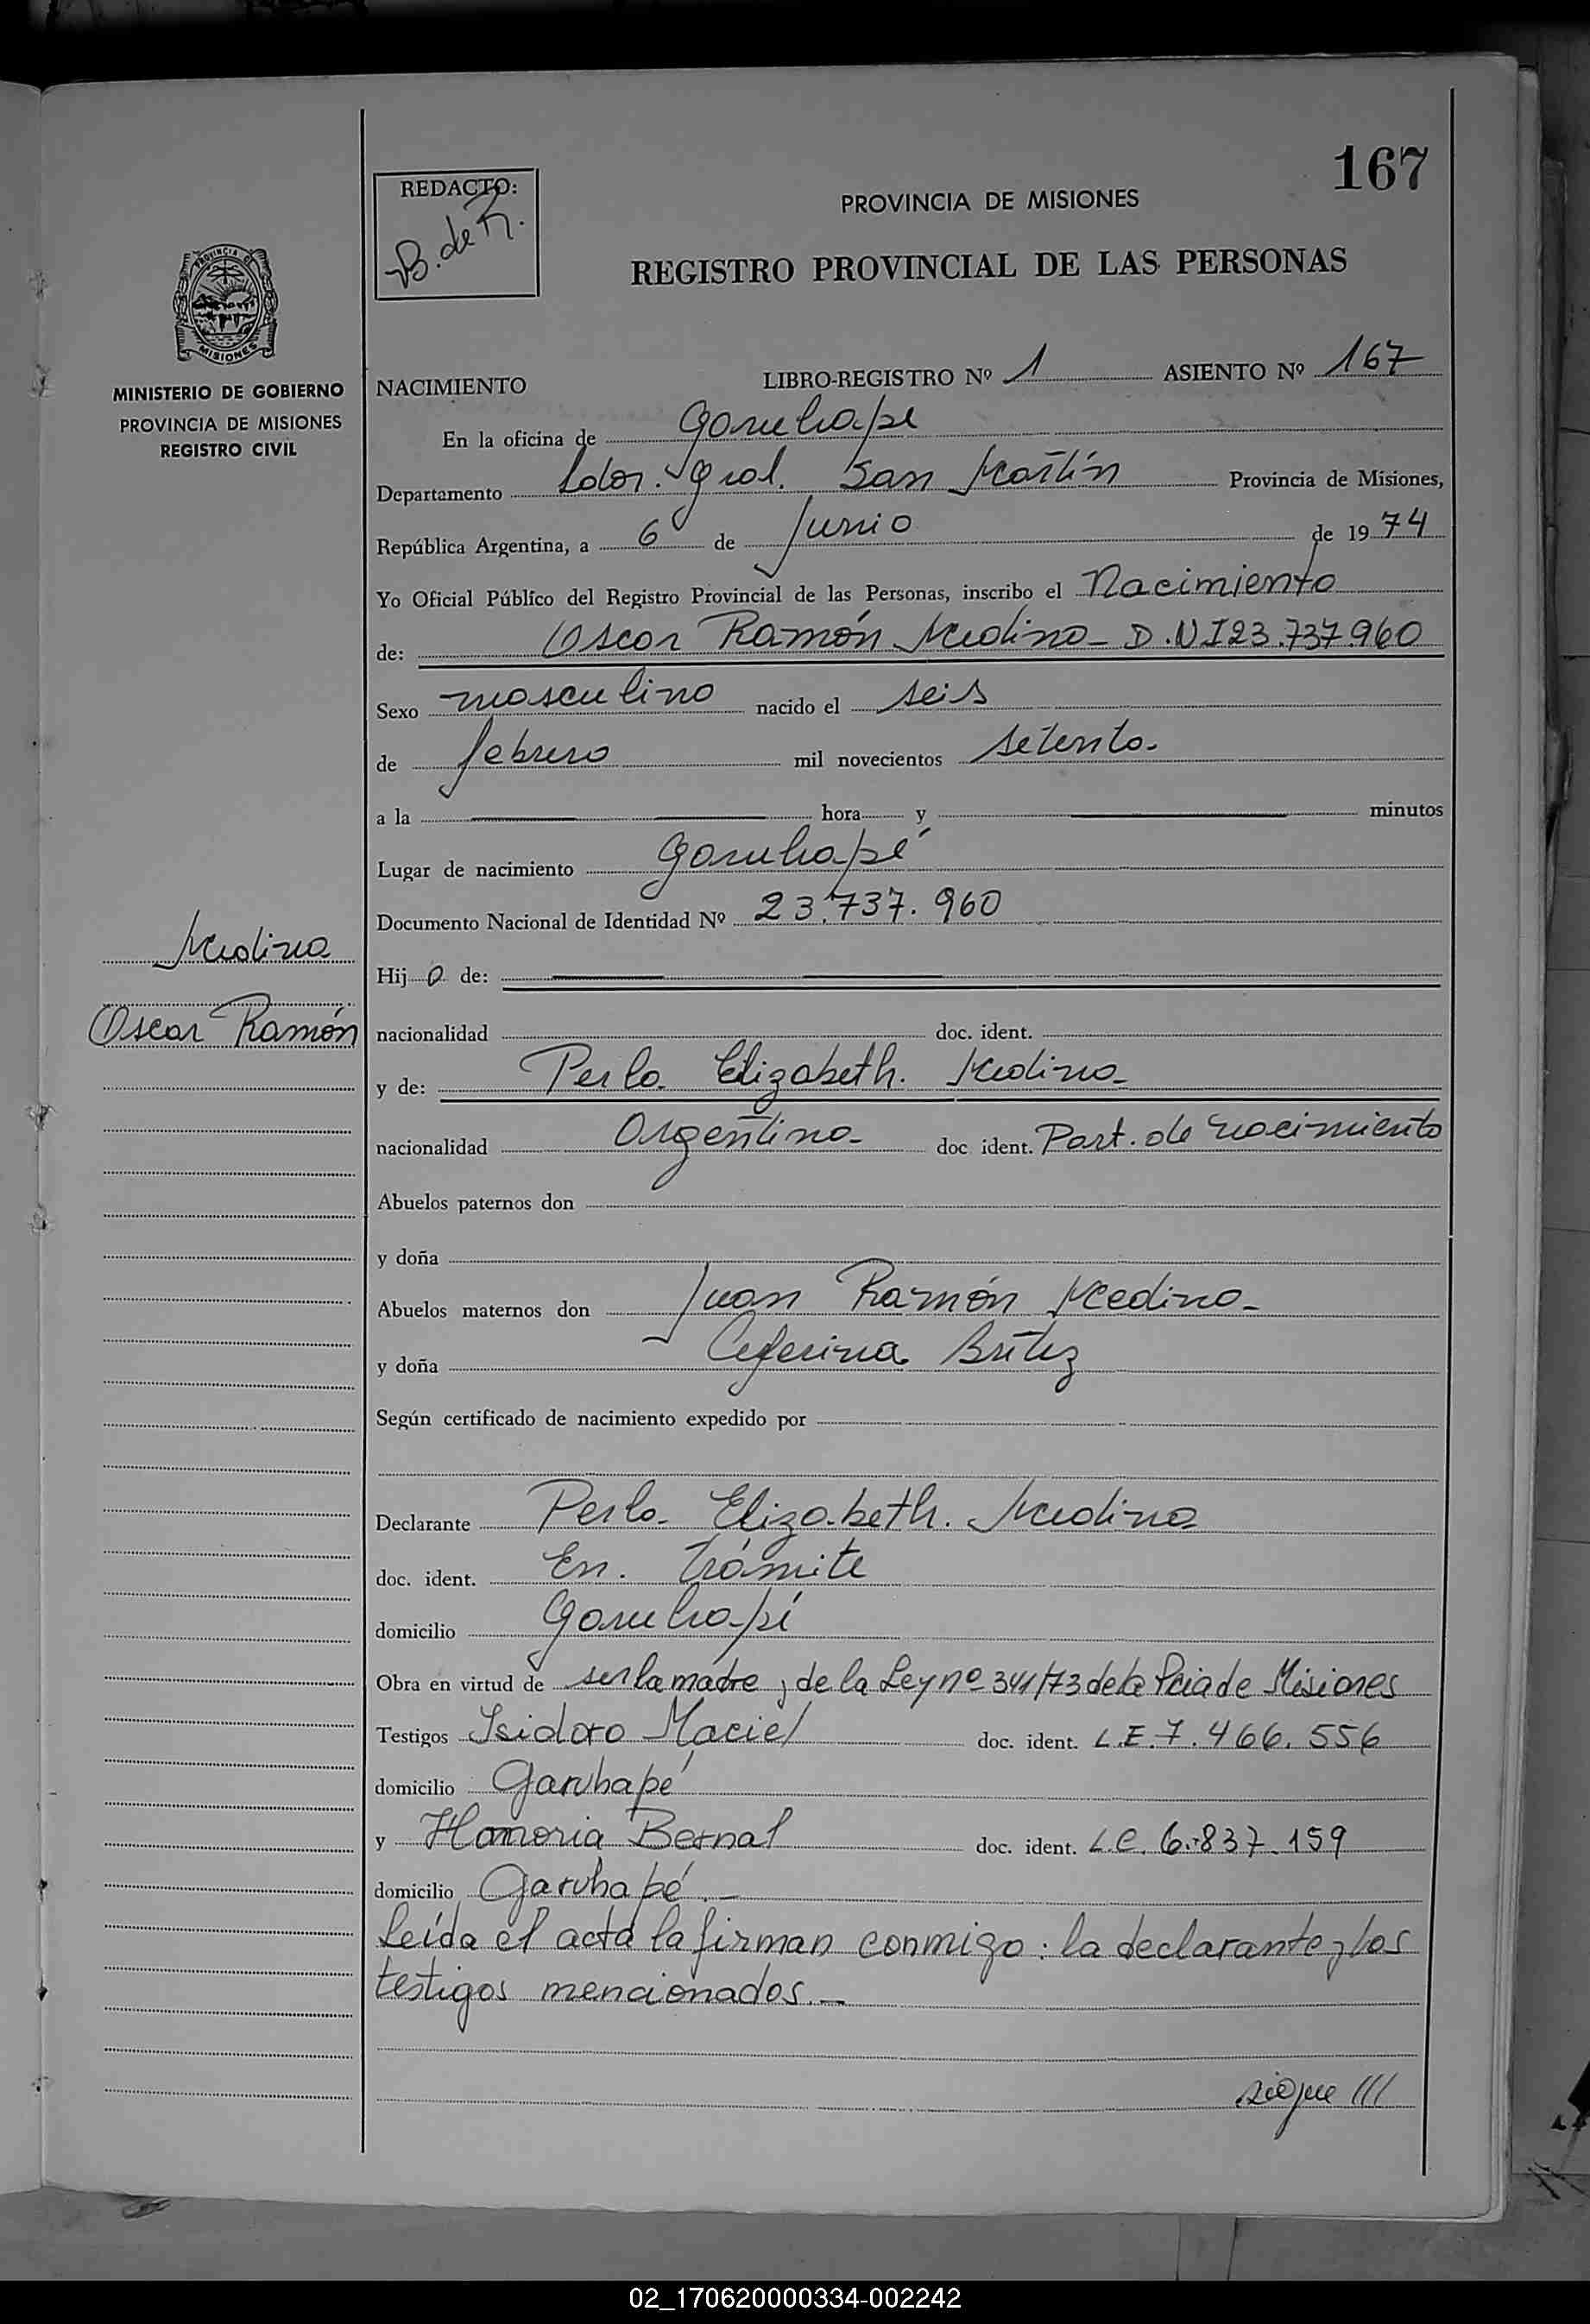 167
REDACTO:
B. de R.
PROVINCIA DE MISIONES
REGISTRO PROVINCIAL DE LAS PERSONAS
PROVINCIA DE
MISIONES
MINISTERIO DE GOBIERNO
PROVINCIA DE MISIONES
REGISTRO CIVIL
NACIMIENTO LIBRO-REGISTRO Nº 1 ASIENTO Nº 167
En la oficina de Garuhapé
Departamento Ldor. Gral. San Martín Provincia de Misiones,
República Argentina, a 6 de Junio de 1974
Yo Oficial Público del Registro Provincial de las Personas, inscribo el Nacimiento
de: Oscar Ramón Medina - D.N.I 23.737.960
Sexo masculino nacido el seis
de febrero mil novecientos setenta.
a la hora y minutos
Lugar de nacimiento Garuhapé
Documento Nacional de Identidad Nº 23.737.960
Medina
Hijo de:
Oscar Ramón
nacionalidad doc. ident.
y de: Perla Elizabeth. Medina
nacionalidad Argentina doc ident. Part. de nacimiento
Abuelos paternos don
y doña
Abuelos maternos don Juan Ramón Medina
y doña Ceferina Britez
Según certificado de nacimiento expedido por
Declarante Perla Elizabeth. Medina
doc. ident. En. Trámite
domicilio Garuhapé
Obra en virtud de ser la madre y de la Ley nº 341/73 de la Pcia de Misiones
Testigos Isidoro Maciel doc. ident. L.E. 7.466.556
domicilio Garuhapé
y Homoria Bernal doc. ident. L.C. 6.837.159
domicilio Garuhapé.-
Leída el acta la firman conmigo: la declarante y los
testigos mencionados.-
sigue ///
02_170620000334-002242